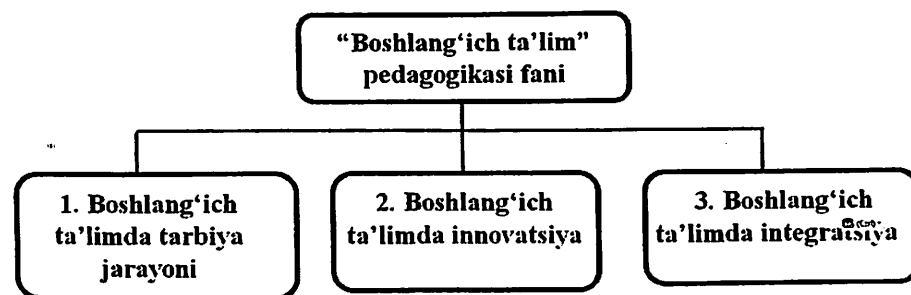 “Boshlang‘ich ta’lim”
pedagogikasi fani
1. Boshlang‘ich
ta’limda tarbiya
jarayoni
2. Boshlang‘ich
ta’limda innovatsiya
3. Boshlang‘ich
ta’limda integratsiya